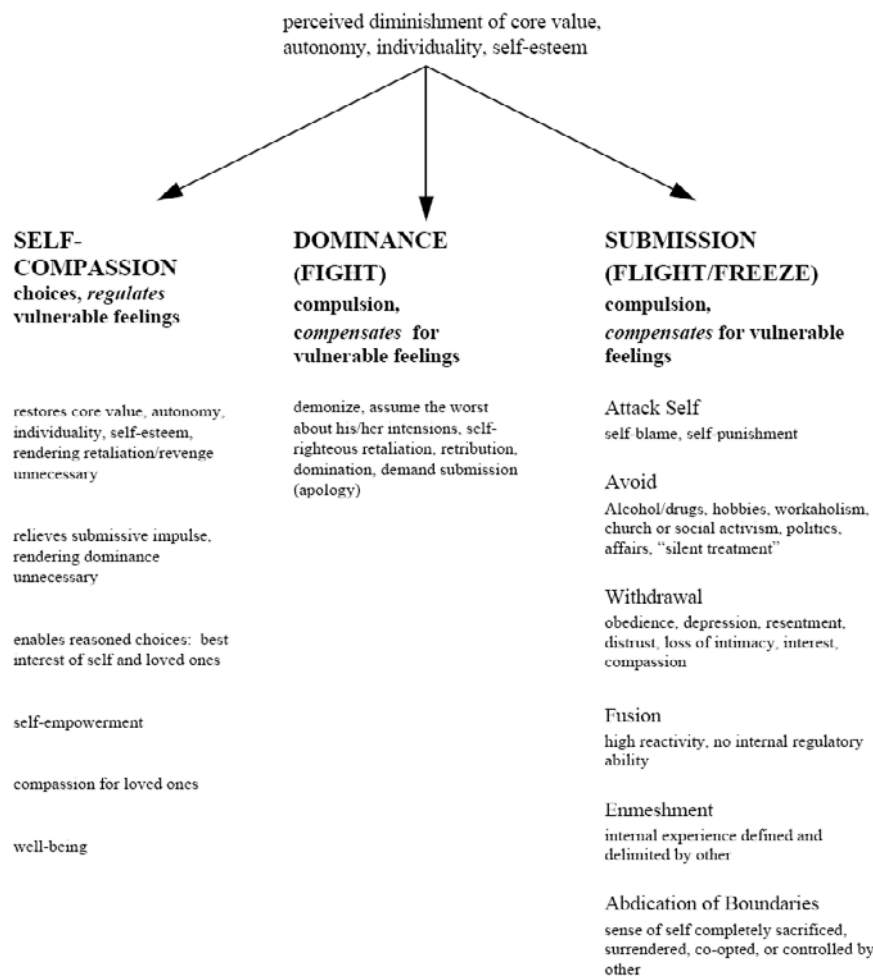 perceived diminishment of core value,
autonomy, individuality, self-esteem
SELF-
COMPASSION
choices, regulates
vulnerable feelings
restores core value, autonomy,
individuality, self-esteem,
rendering retaliation/revenge
unnecessary
relieves submissive impulse,
rendering dominance
unnecessary
enables reasoned choices: best
interest of self and loved ones
self-empowerment
compassion for loved ones
well-being
DOMINANCE
(FIGHT)
compulsion,
compensates for
vulnerable feelings
demonize, assume the worst
about his/her intensions, self-
righteous retaliation, retribution,
domination, demand submission
(apology)
SUBMISSION
(FLIGHT/FREEZE)
compulsion,
compensates for vulnerable
feelings
Attack Self
self-blame, self-punishment
Avoid
Alcohol/drugs, hobbies, workaholism,
church or social activism, politics,
affairs, “silent treatment”
Withdrawal
obedience, depression, resentment,
distrust, loss of intimacy, interest,
compassion
Fusion
high reactivity, no internal regulatory
ability
Enmeshment
internal experience defined and
delimited by other
Abdication of Boundaries
sense of self completely sacrificed,
surrendered, co-opted, or controlled by
other